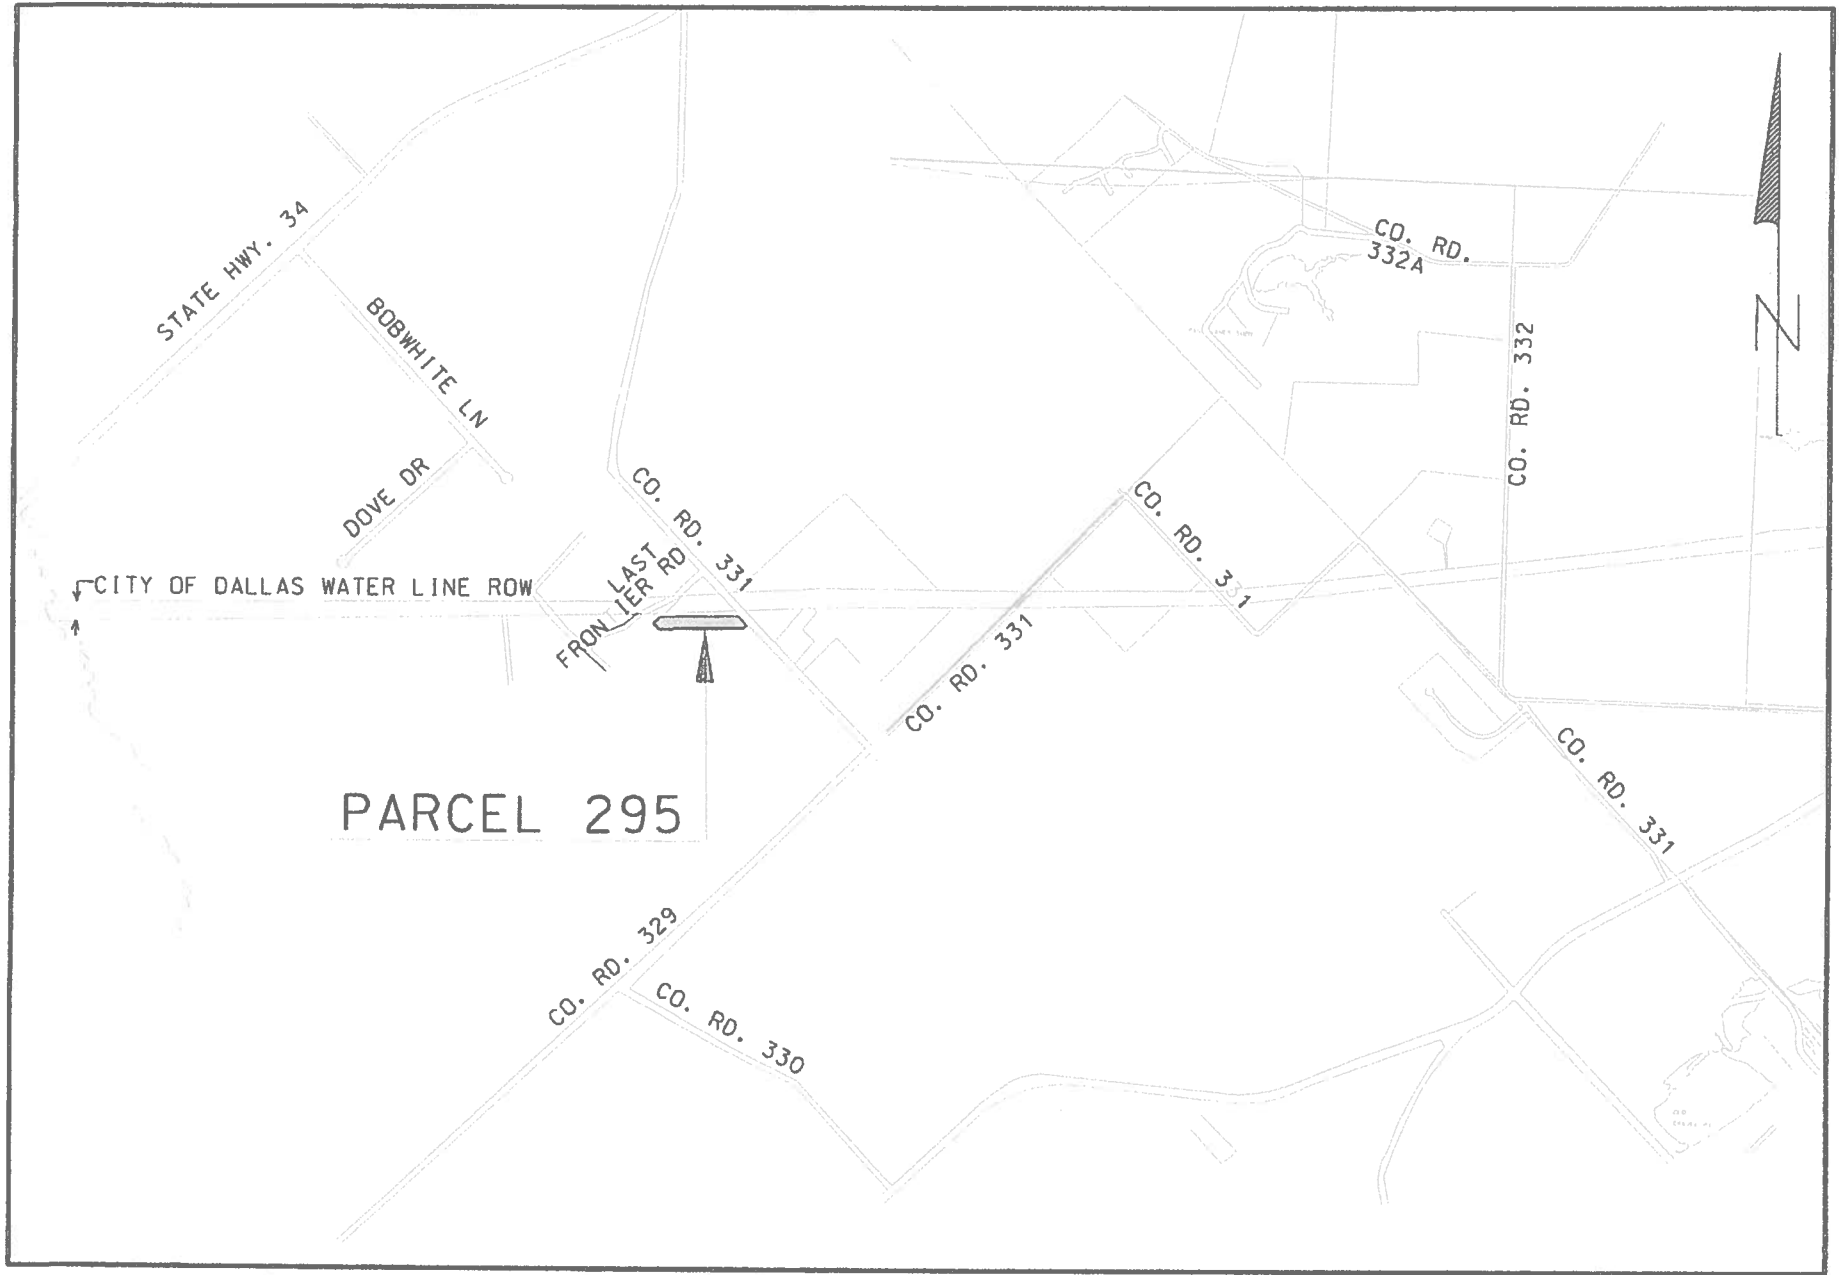 STATE HWY. 34
BOBWHITE LN
DOVE DR
CITY OF DALLAS WATER LINE ROW
LAST
FRONTIER RD
CO. RD. 331
CO. RD. 331
CO. RD. 331
CO. RD.
332A
CO. RD. 332
N
CO. RD. 331
PARCEL 295
CO. RD. 329
CO. RD. 330